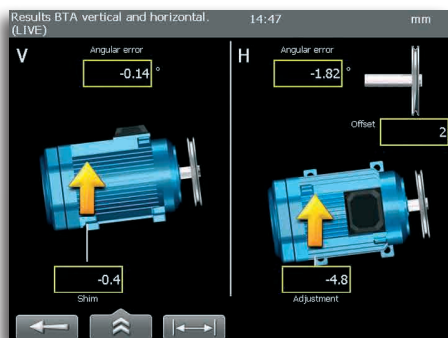 Results BTA vertical and horizontal.
(LIVE)
14:47
mm
V
Angular error
-0.14 °
-0.4
Shim
H
Angular error
-1.82 °
Offset
2
-4.8
Adjustment